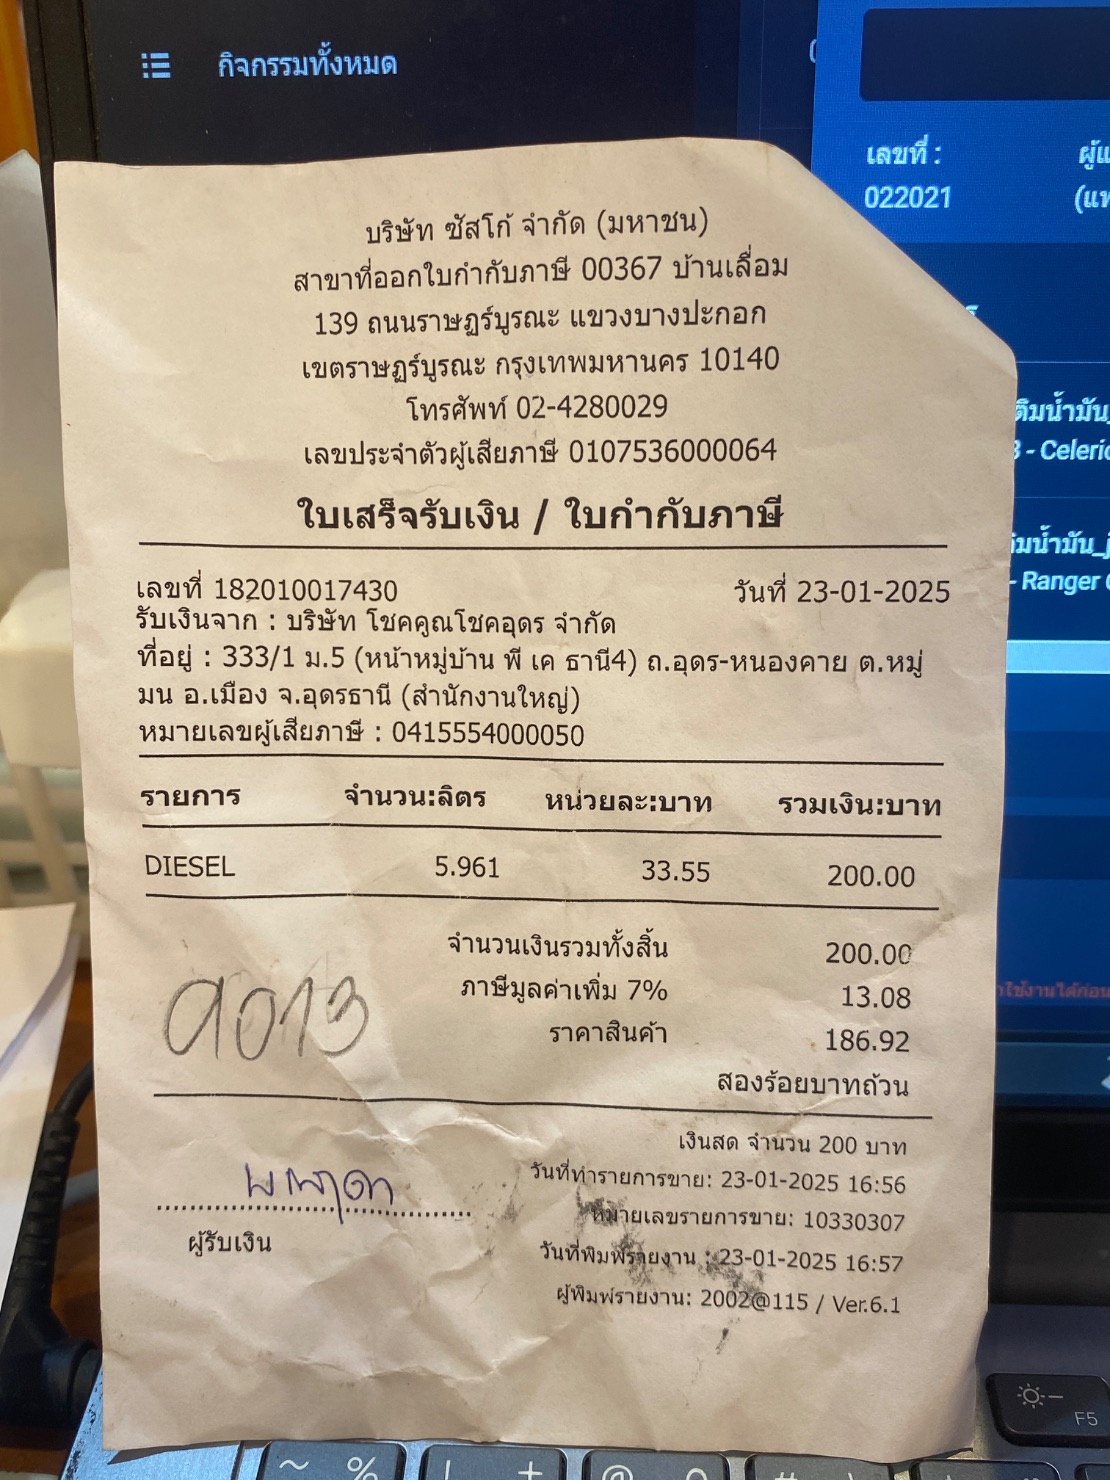 กิจกรรมทั้งหมด
เลขที่ :
022021
บริษัท ซัสโก้ จำกัด (มหาชน)
สาขาที่ออกใบกำกับภาษี 00367 บ้านเลื่อม
139 ถนนราษฎร์บูรณะ แขวงบางปะกอก
เขตราษฎร์บูรณะ กรุงเทพมหานคร 10140
โทรศัพท์ 02-4280029
เลขประจำตัวผู้เสียภาษี 0107536000064
ใบเสร็จรับเงิน / ใบกำกับภาษี
เลขที่ 182010017430 วันที่ 23-01-2025
รับเงินจาก : บริษัท โชคคูณโชคอุดร จำกัด
ที่อยู่ : 333/1 ม.5 (หน้าหมู่บ้าน พี เค ธานี4) ถ.อุดร-หนองคาย ต.หมู่
มน อ.เมือง จ.อุดรธานี (สำนักงานใหญ่)
หมายเลขผู้เสียภาษี : 0415554000050
รายการ จำนวน:ลิตร หน่วยละ:บาท รวมเงิน:บาท
DIESEL 5.961 33.55 200.00
จำนวนเงินรวมทั้งสิ้น 200.00
ภาษีมูลค่าเพิ่ม 7% 13.08
ราคาสินค้า 186.92
สองร้อยบาทถ้วน
เงินสด จำนวน 200 บาท
วันที่ทำรายการขาย: 23-01-2025 16:56
หมายเลขรายการขาย: 10330307
ผู้รับเงิน
วันที่พิมพ์รายงาน : 23-01-2025 16:57
ผู้พิมพ์รายงาน: 2002@115 / Ver.6.1
- Ranger
F5